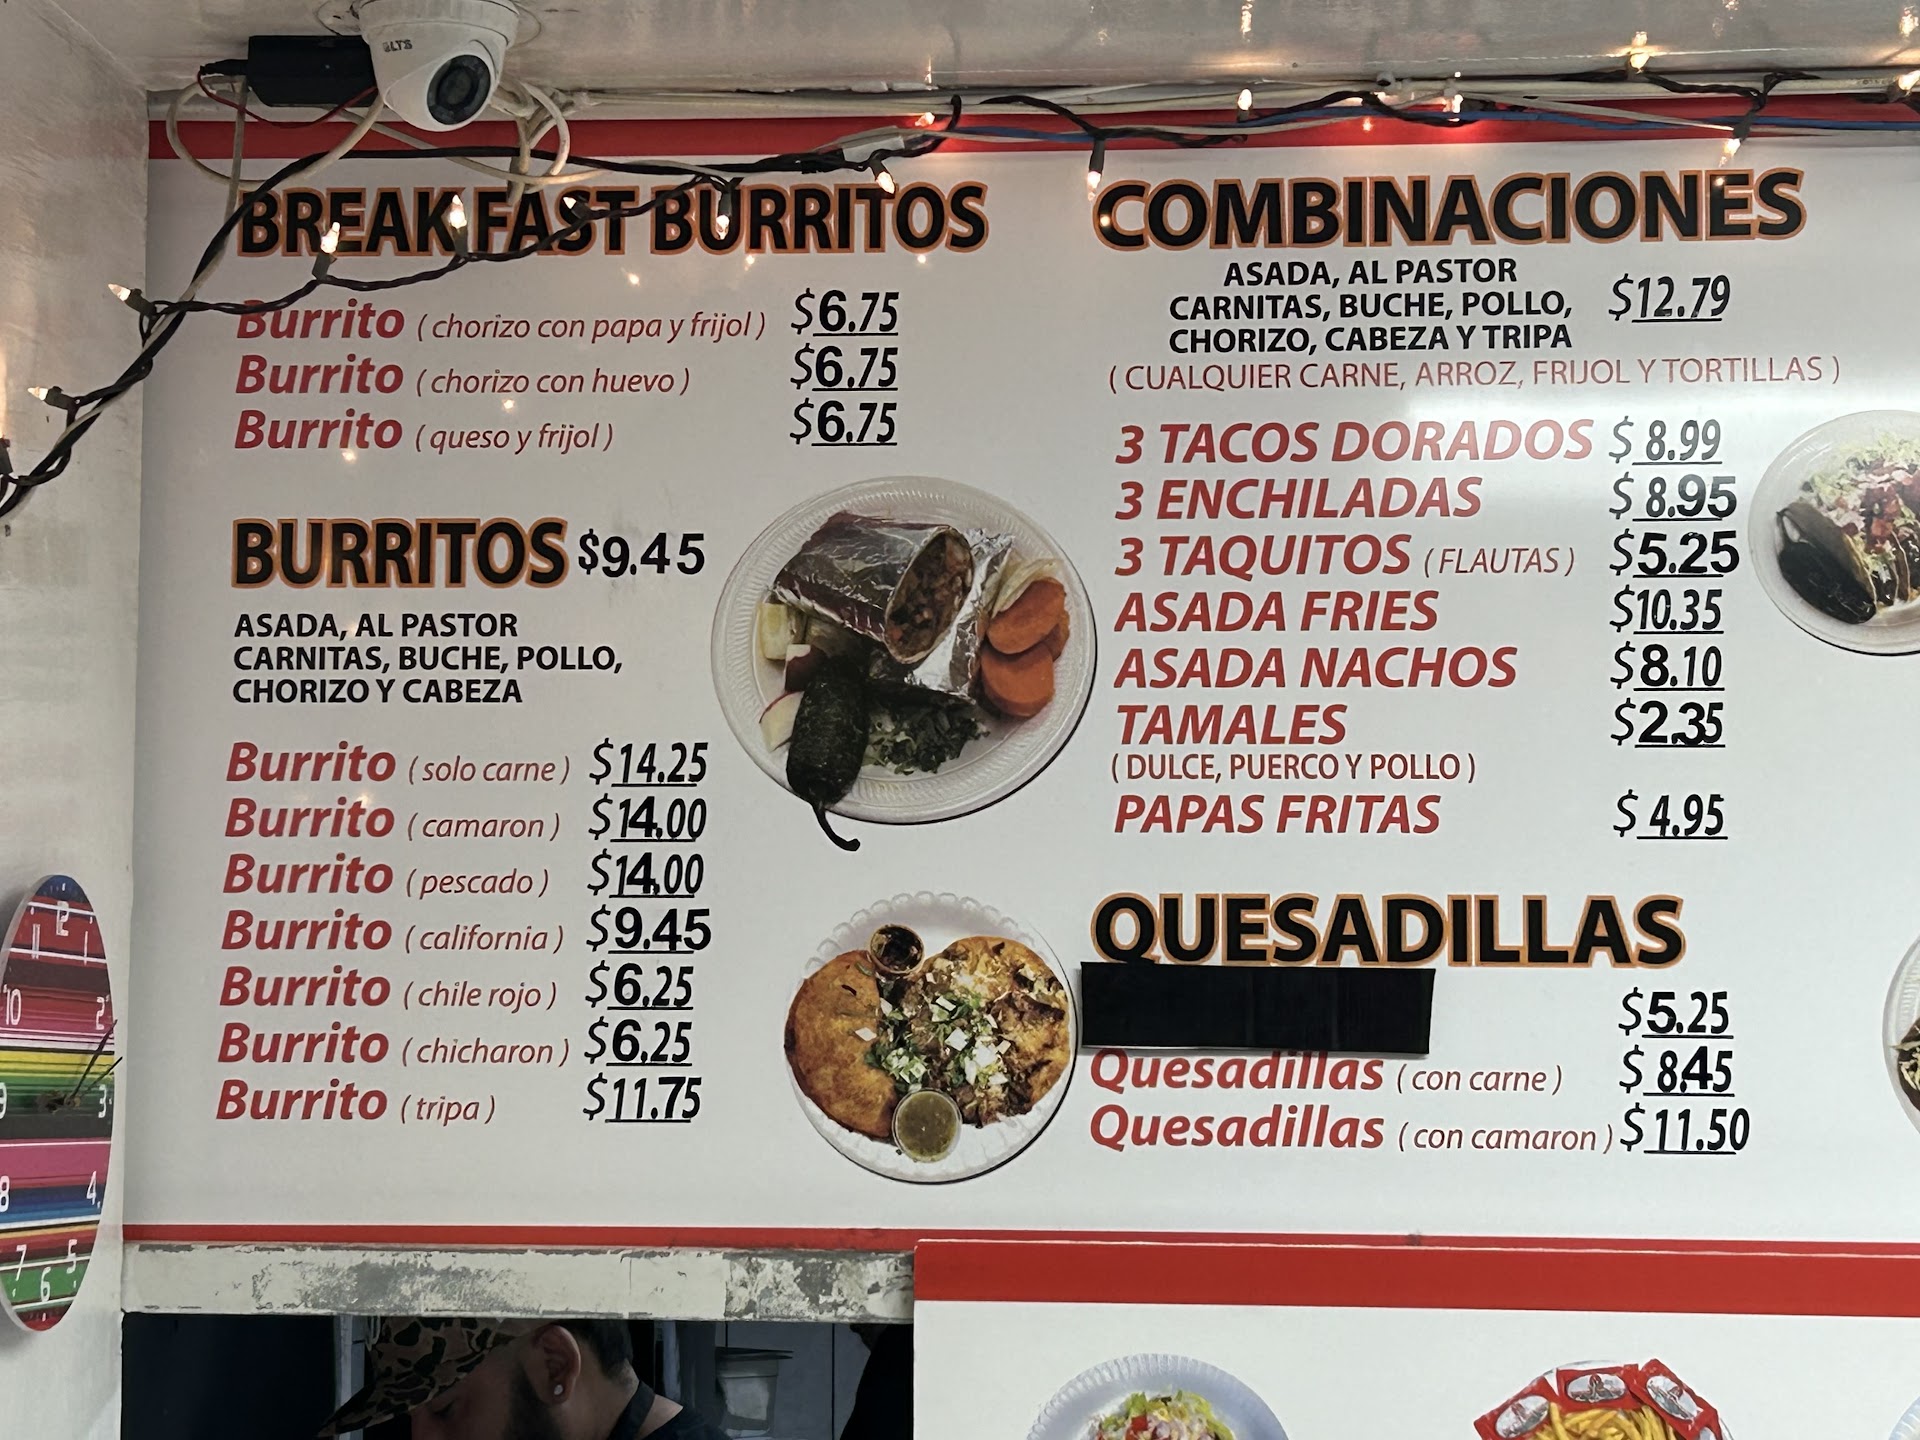 BREAKFAST BURRITOS
Burrito (chorizo con papa y frijol) $6.75
Burrito (chorizo con huevo) $6.75
Burrito (queso y frijol) $6.75
BURRITOS $9.45
ASADA, AL PASTOR
CARNITAS, BUCHE, POLLO,
CHORIZO Y CABEZA
Burrito (solo carne) $14.25
Burrito (camaron) $14.00
Burrito (pescado) $14.00
Burrito (california) $9.45
Burrito (chile rojo) $6.25
Burrito (chicharon) $6.25
Burrito (tripa) $11.75
COMBINACIONES
ASADA, AL PASTOR
CARNITAS, BUCHE, POLLO, $12.79
CHORIZO, CABEZA Y TRIPA
(CUALQUIER CARNE, ARROZ, FRIJOL Y TORTILLAS)
3 TACOS DORADOS $8.99
3 ENCHILADAS $8.95
3 TAQUITOS (FLAUTAS) $5.25
ASADA FRIES $10.35
ASADA NACHOS $8.10
TAMALES $2.35
(DULCE, PUERCO Y POLLO)
PAPAS FRITAS $4.95
QUESADILLAS
$5.25
Quesadillas (con carne) $8.45
Quesadillas (con camaron) $11.50